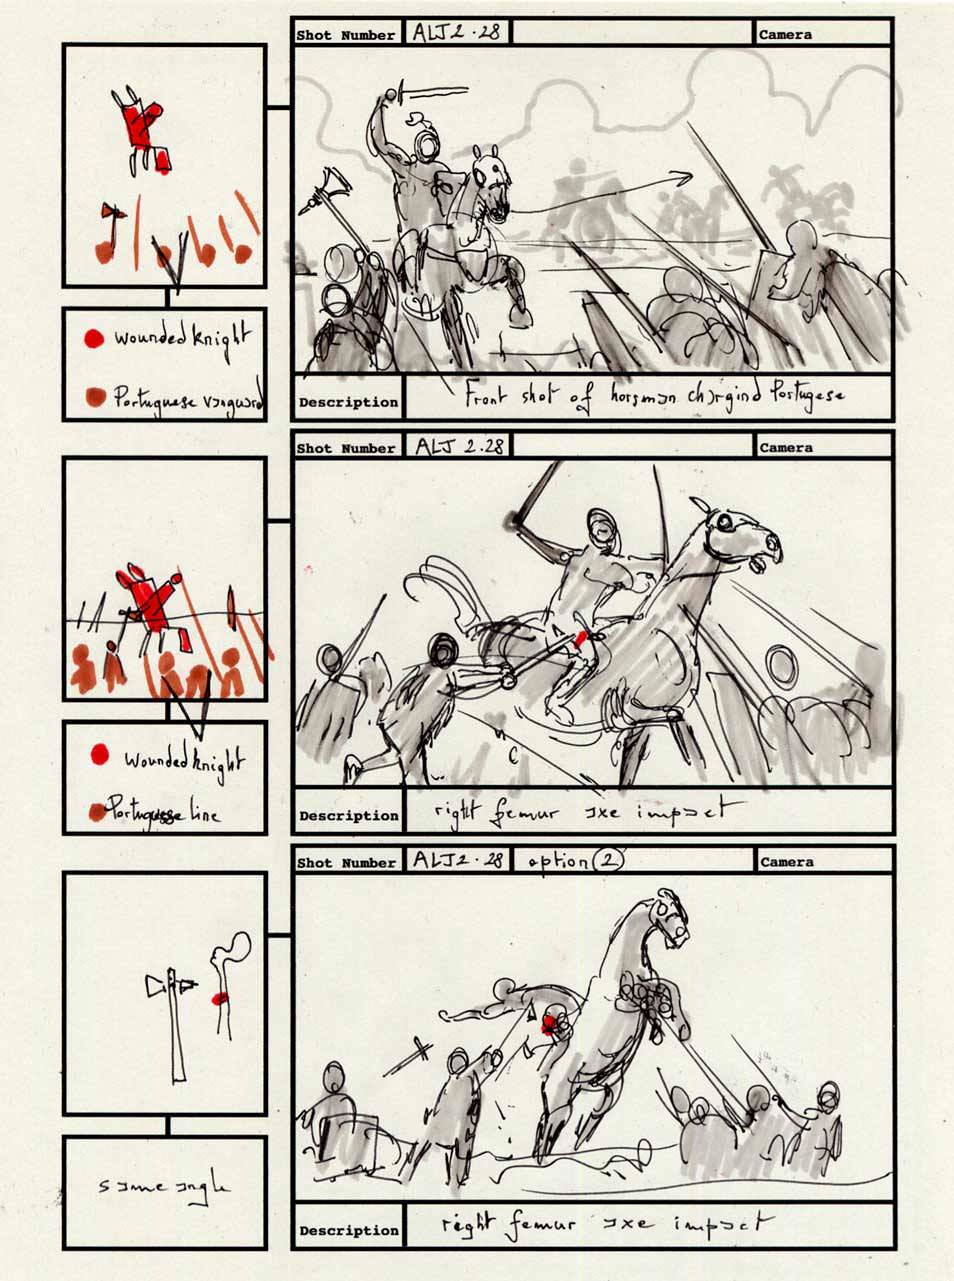 Shot Number ALJ2.28 Camera
wounded knight
Portuguese vanguard
Description Front shot of horsman chargind Portugese
Shot Number ALJ 2.28 Camera
wounded knight
Portuguese line
Description right femur axe impact
Shot Number ALJ2.28 option 2 Camera
same angle
Description right femur axe impact